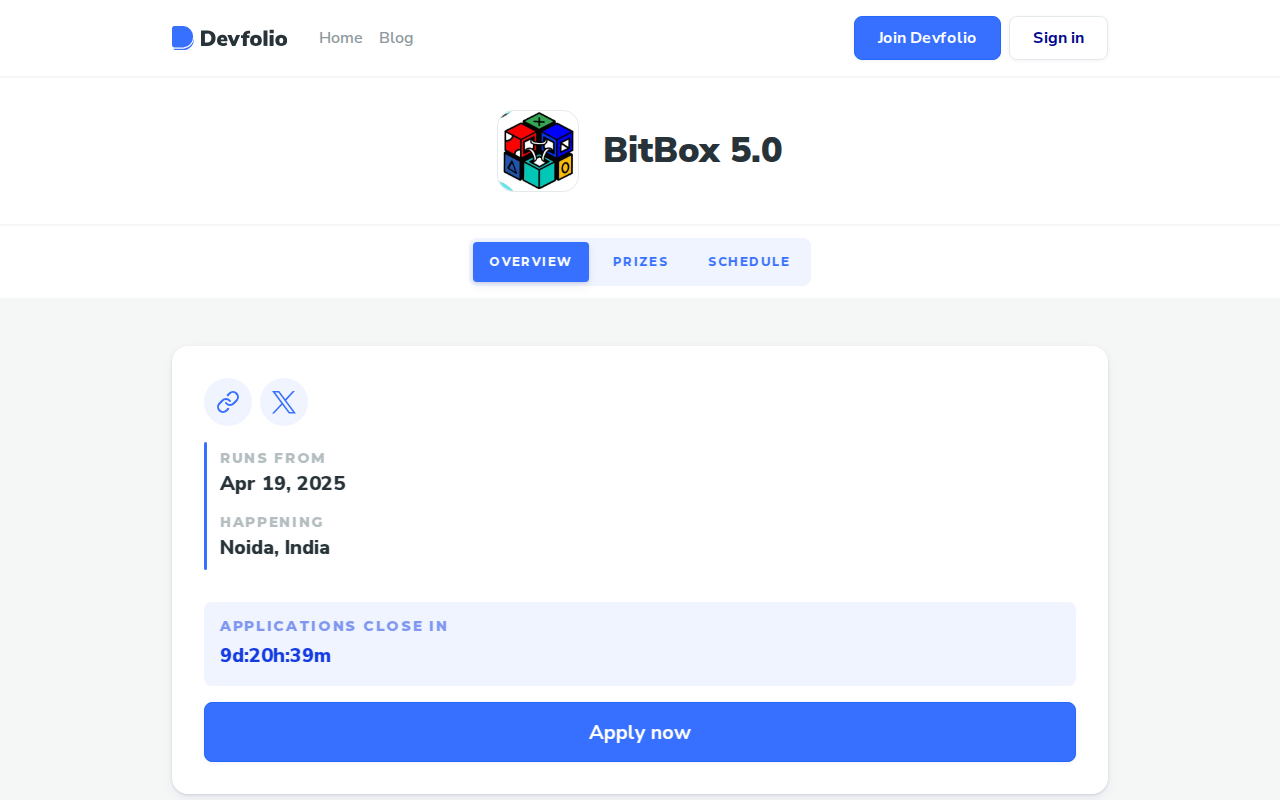 Devfolio
Home
Blog
Join Devfolio
Sign in
BitBox 5.0
OVERVIEW
PRIZES
SCHEDULE
RUNS FROM
Apr 19, 2025
HAPPENING
Noida, India
APPLICATIONS CLOSE IN
9d:20h:39m
Apply now